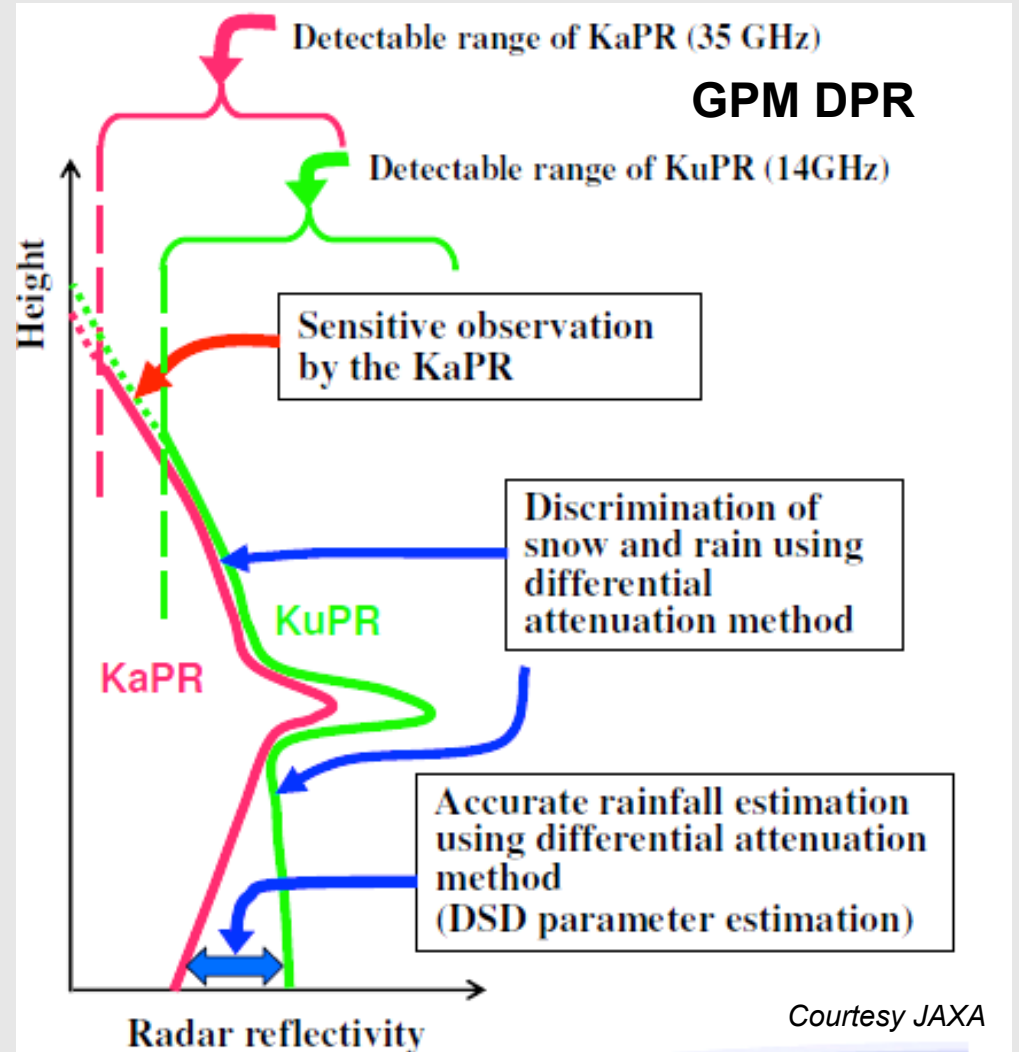 Detectable range of KaPR (35 GHz)
GPM DPR
Detectable range of KuPR (14GHz)
Height
Sensitive observation
by the KaPR
Discrimination of
snow and rain using
differential
attenuation method
KuPR
KaPR
Accurate rainfall estimation
using differential attenuation
method
(DSD parameter estimation)
Radar reflectivity
Courtesy JAXA